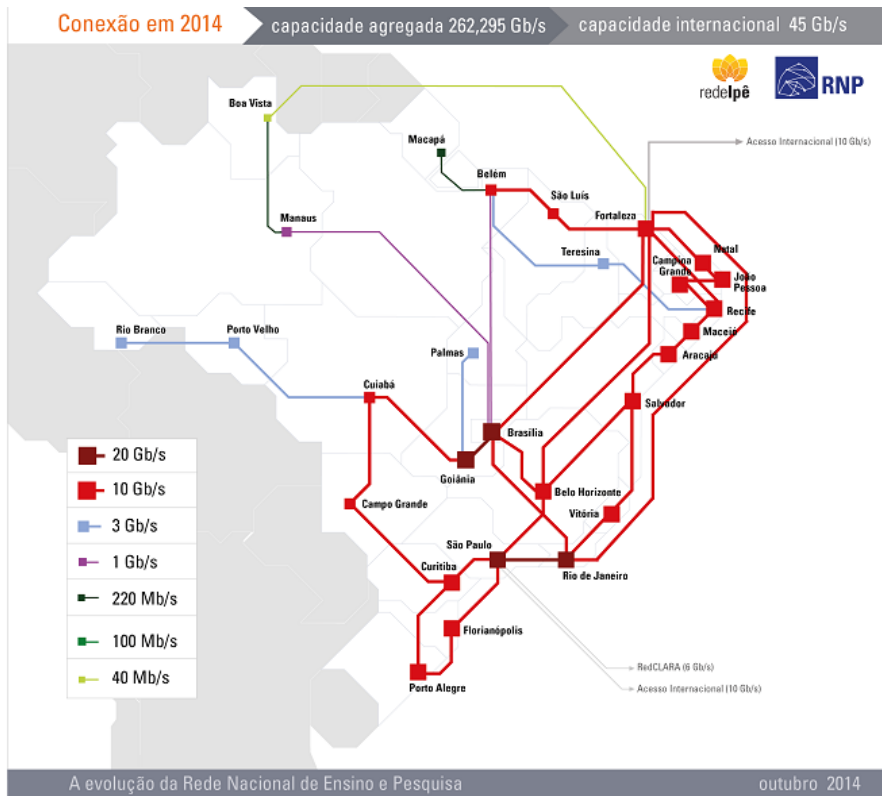 Conexão em 2014
capacidade agregada 262,295 Gb/s
capacidade internacional 45 Gb/s
redeIpê
RNP
Boa Vista
Macapá
Acesso Internacional (10 Gb/s)
Belém
São Luís
Manaus
Fortaleza
Teresina
Natal
Campina
Grande
João
Pessoa
Recife
Rio Branco
Porto Velho
Maceió
Palmas
Aracajú
Cuiabá
Salvador
Brasília
20 Gb/s
Goiânia
10 Gb/s
Belo Horizonte
Campo Grande
Vitória
3 Gb/s
São Paulo
1 Gb/s
Curitiba
Rio de Janeiro
220 Mb/s
Florianópolis
100 Mb/s
RedCLARA (6 Gb/s)
40 Mb/s
Porto Alegre
Acesso Internacional (10 Gb/s)
A evolução da Rede Nacional de Ensino e Pesquisa
outubro 2014